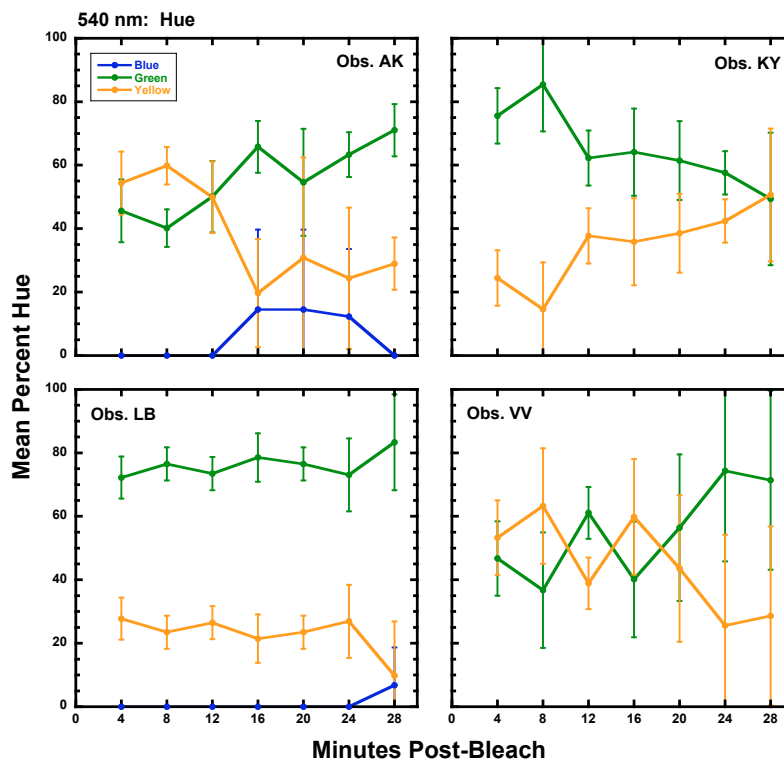 540 nm: Hue
100
80
60
40
20
0
Blue
Green
Yellow
Obs. AK
Obs. KY
Mean Percent Hue
100
80
60
40
20
0
Obs. LB
Obs. VV
0 4 8 12 16 20 24 28
0 4 8 12 16 20 24 28
Minutes Post-Bleach